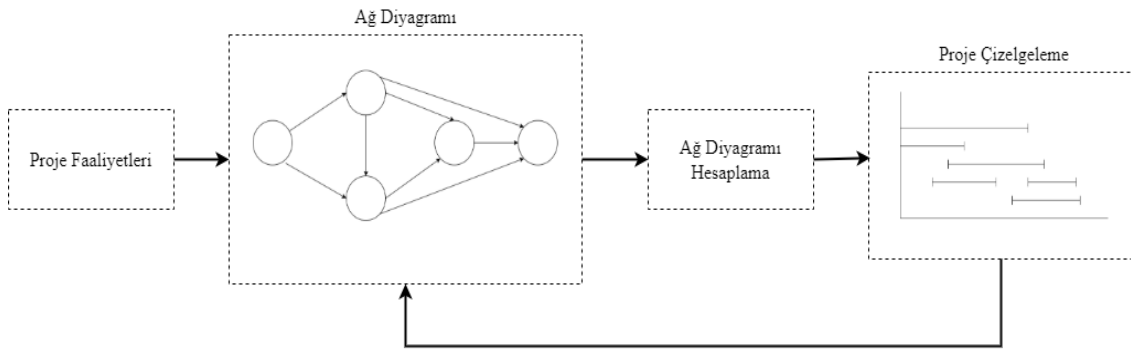 Ağ Diyagramı
Proje Çizelgeleme
Proje Faaliyetleri
Ağ Diyagramı
Hesaplama